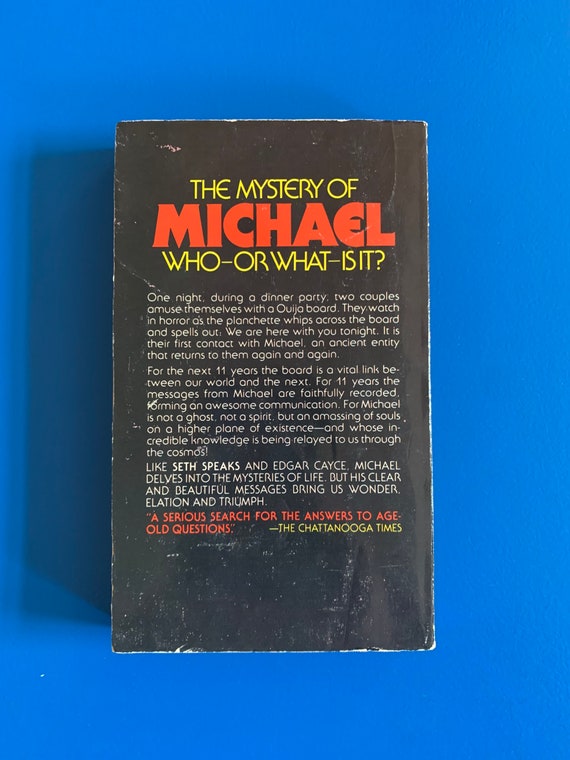 THE MYSTERY OF
MICHAEL
WHO—OR WHAT—IS IT?
One night, during a dinner party, two couples
amuse themselves with a Ouija board. They watch
in horror as the planchette whips across the board
and spells out: We are here with you tonight. It is
their first contact with Michael, an ancient entity
that returns to them again and again.
For the next 11 years the board is a vital link be-
tween our world and the next. For 11 years the
messages from Michael are faithfully recorded,
forming an awesome communication. For Michael
is not a ghost, not a spirit, but an amassing of souls
on a higher plane of existence—and whose in-
credible knowledge is being relayed to us through
the cosmos!
LIKE SETH SPEAKS AND EDGAR CAYCE, MICHAEL
DELVES INTO THE MYSTERIES OF LIFE. BUT HIS CLEAR
AND BEAUTIFUL MESSAGES BRING US WONDER,
ELATION AND TRIUMPH.
"A SERIOUS SEARCH FOR THE ANSWERS TO AGE-
OLD QUESTIONS." —THE CHATTANOOGA TIMES